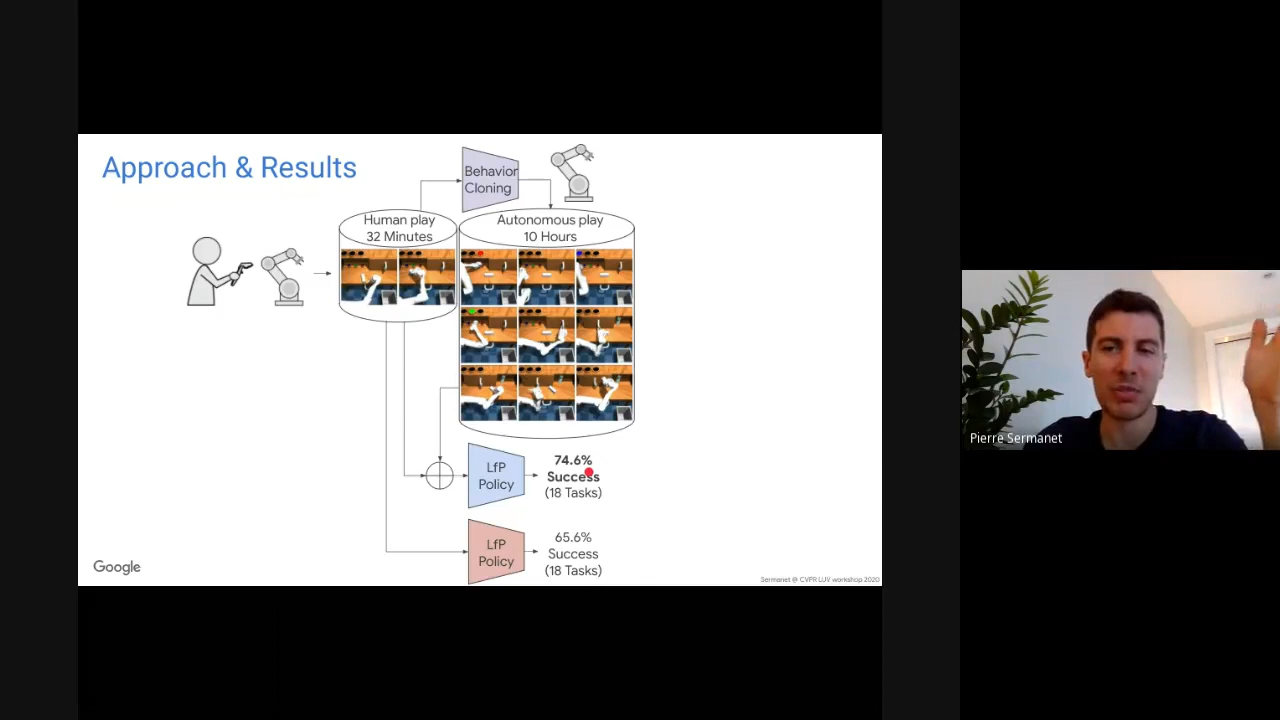 Approach & Results
Behavior
Cloning
Human play
32 Minutes
Autonomous play
10 Hours
LfP
Policy
74.6%
Success
(18 Tasks)
LfP
Policy
65.6%
Success
(18 Tasks)
Google
Sermanet @ CVPR LUV workshop 2020
Pierre Sermanet